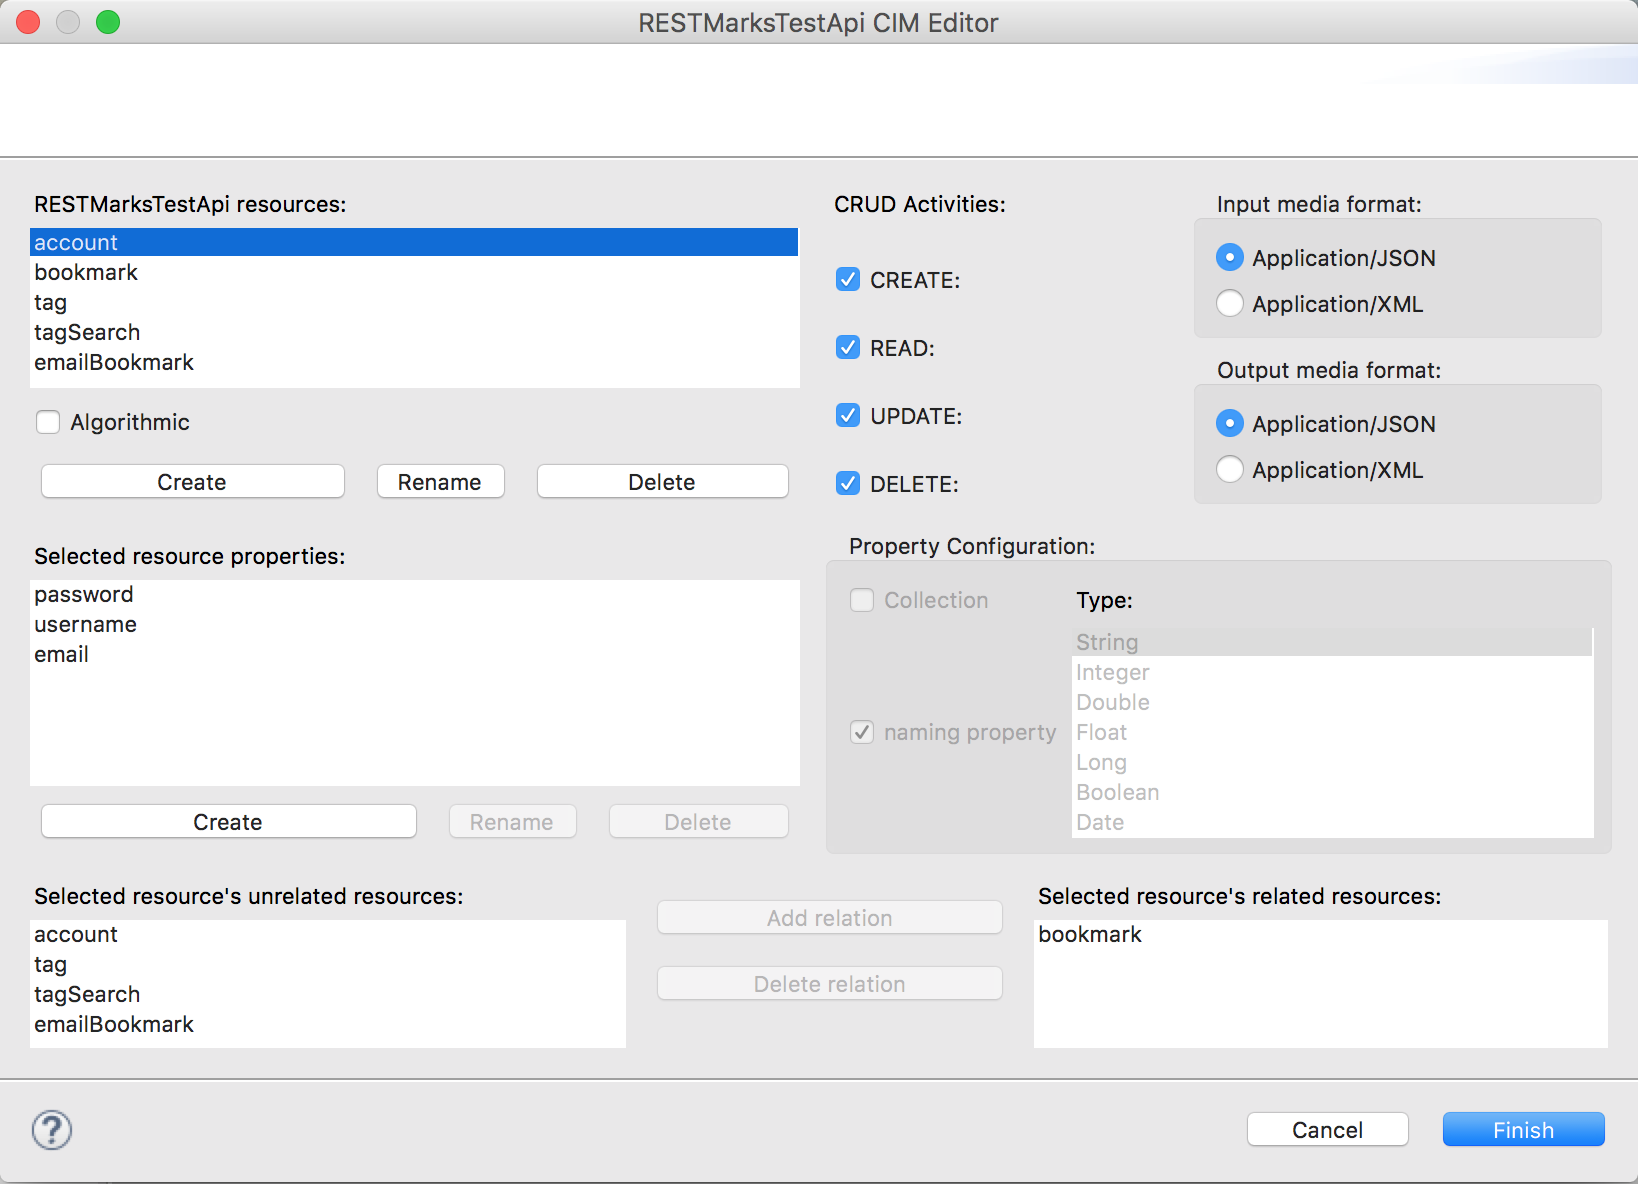 RESTMarksTestApi CIM Editor
RESTMarksTestApi resources:
account
bookmark
tag
tagSearch
emailBookmark
Algorithmic
Create
Rename
Delete
CRUD Activities:
CREATE:
READ:
UPDATE:
DELETE:
Input media format:
Application/JSON
Application/XML
Output media format:
Application/JSON
Application/XML
Selected resource properties:
password
username
email
Create
Rename
Delete
Property Configuration:
Collection
naming property
Type:
String
Integer
Double
Float
Long
Boolean
Date
Selected resource's unrelated resources:
account
tag
tagSearch
emailBookmark
Add relation
Delete relation
Selected resource's related resources:
bookmark
?
Cancel
Finish